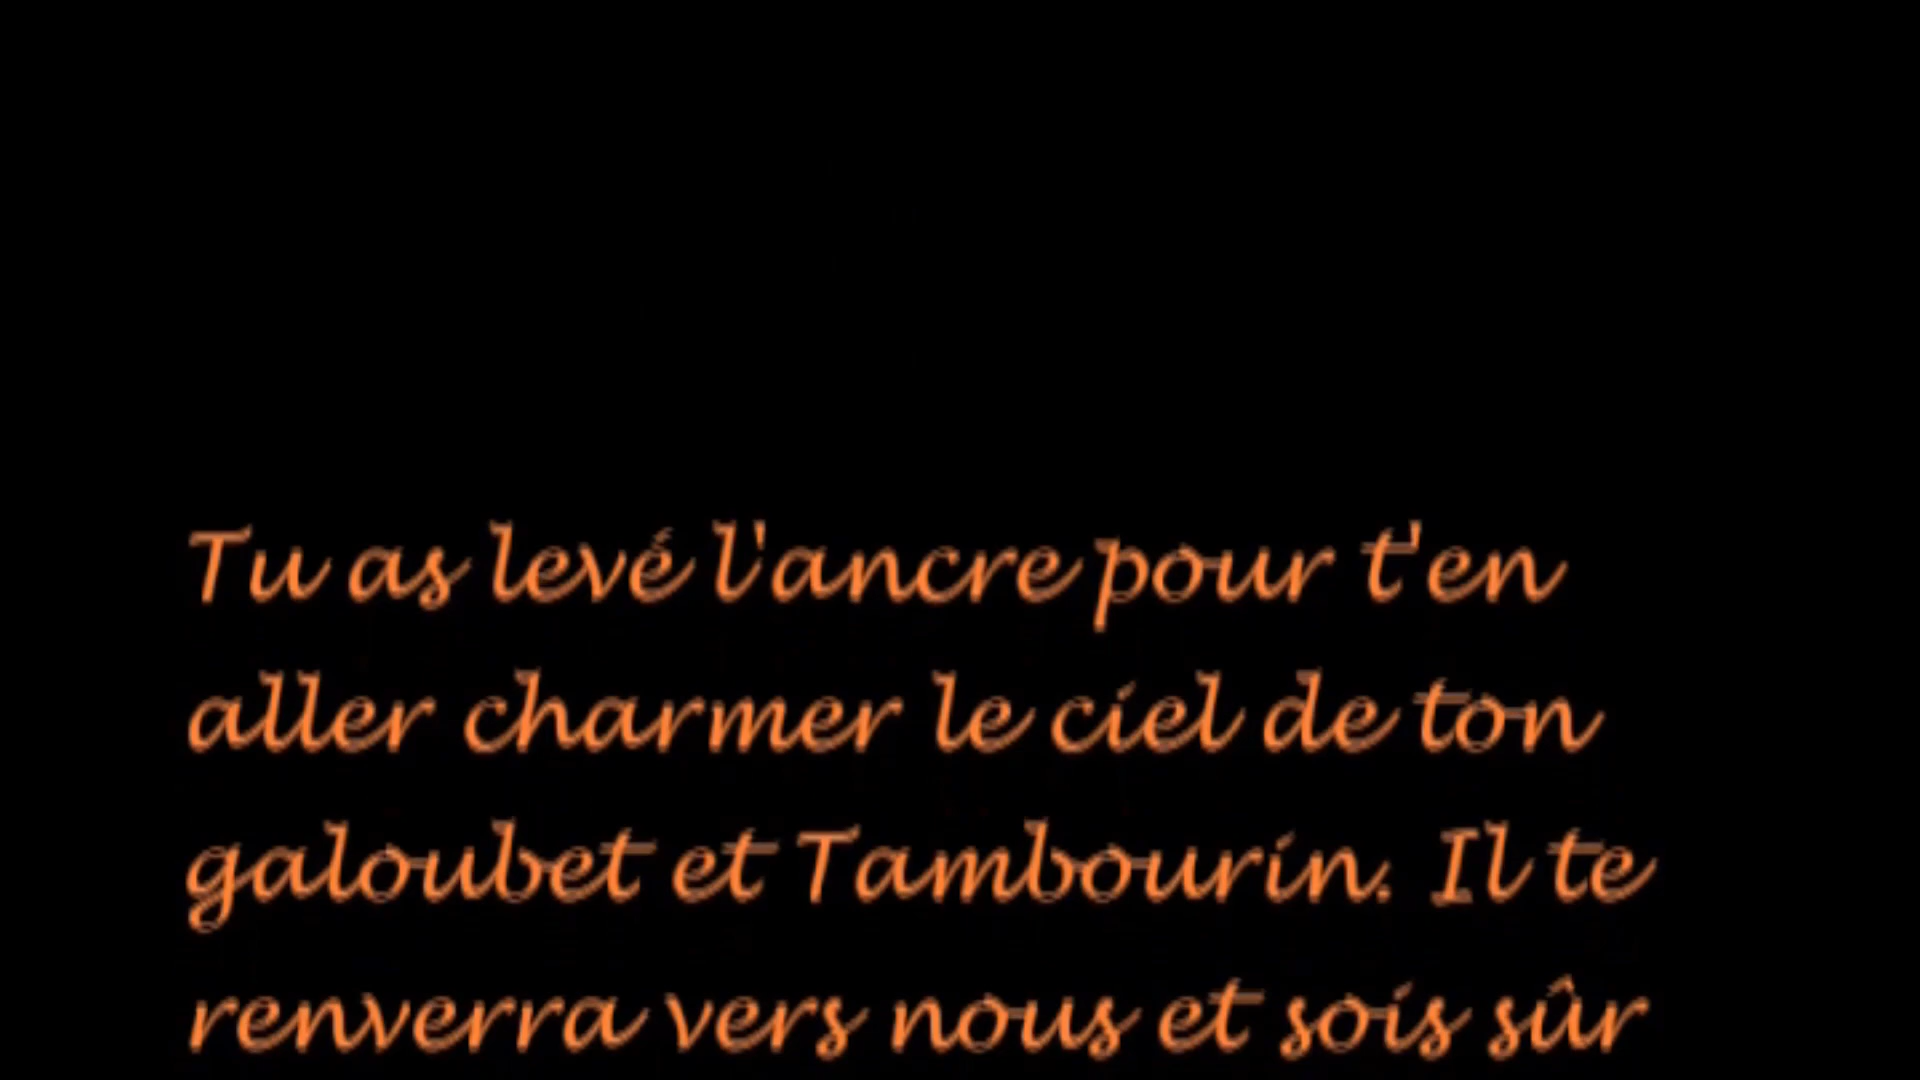 Tu as levé l'ancre pour t'en
aller charmer le ciel de ton
galoubet et Tambourin. Il te
renverra vers nous et sois sûr